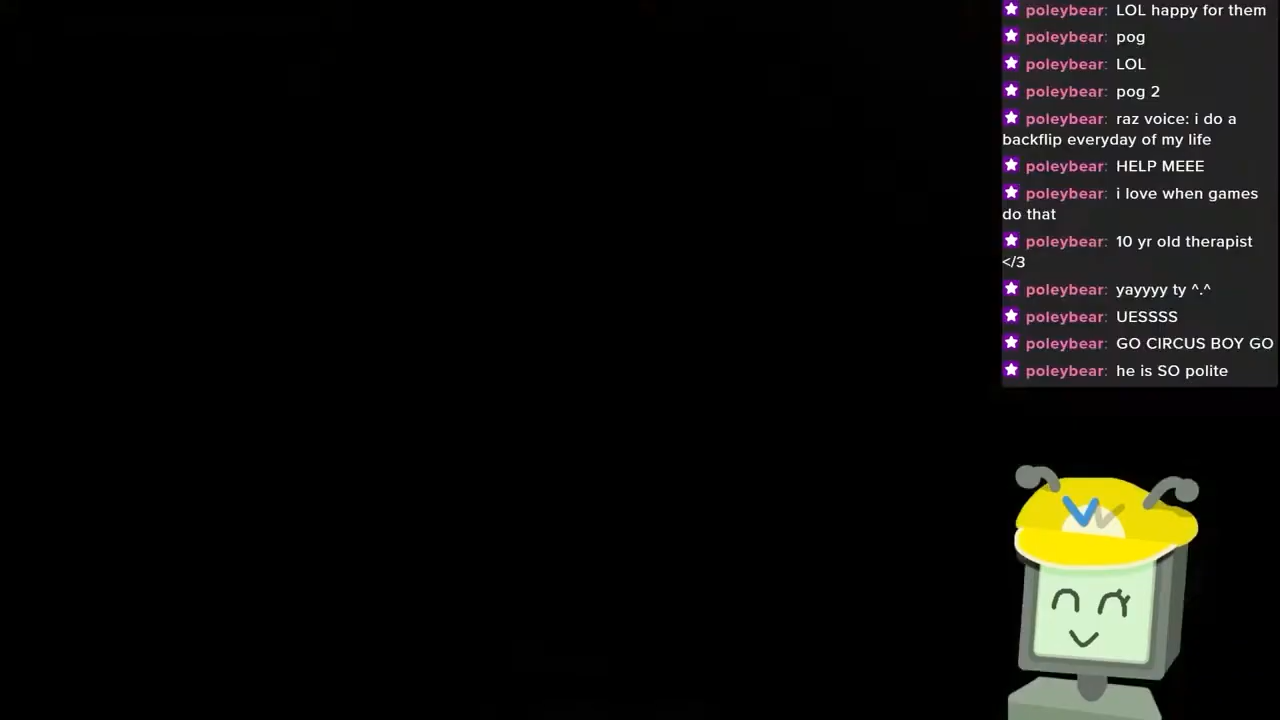 poleybear: LOL happy for them
poleybear: pog
poleybear: LOL
poleybear: pog 2
poleybear: raz voice: i do a
backflip everyday of my life
poleybear: HELP MEEE
poleybear: i love when games
do that
poleybear: 10 yr old therapist
</3
poleybear: yayyyy ty ^.^
poleybear: UESSSS
poleybear: GO CIRCUS BOY GO
poleybear: he is SO polite